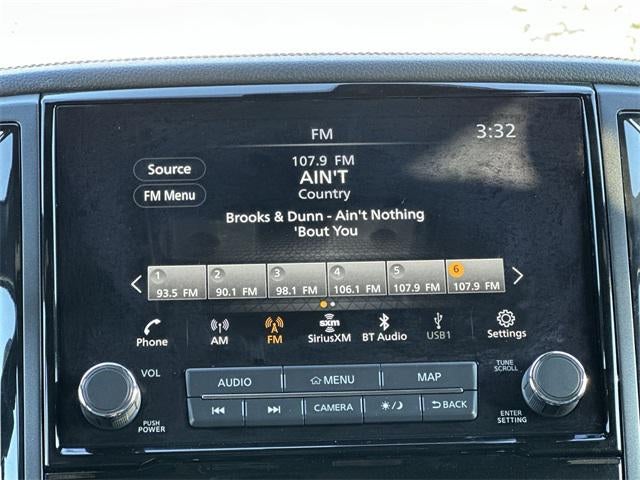 FM
3:32
Source
FM Menu
107.9 FM
AIN'T
Country
Brooks & Dunn - Ain't Nothing
'Bout You
1 2 3 4 5 6
93.5 FM 90.1 FM 98.1 FM 106.1 FM 107.9 FM 107.9 FM
Phone AM FM sxm SiriusXM BT Audio USB1 Settings
VOL
AUDIO MENU MAP
TUNE
SCROLL
CAMERA BACK
PUSH
POWER
ENTER
SETTING